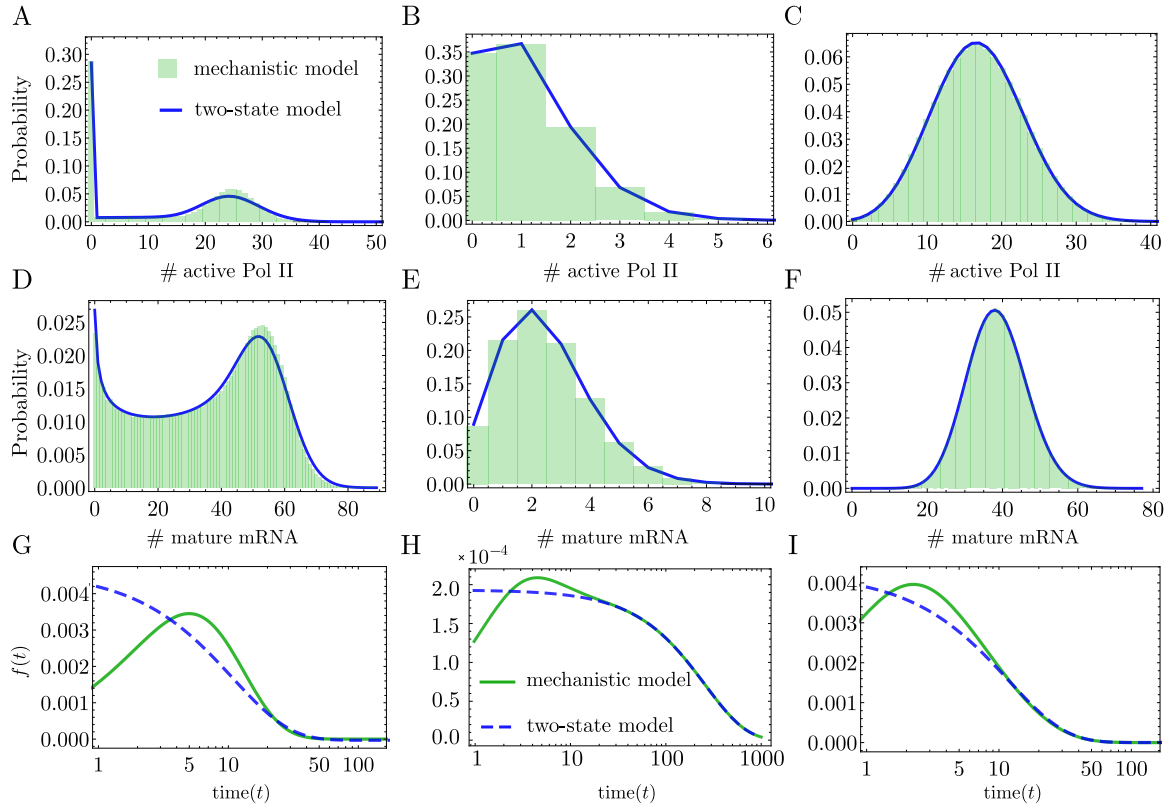 A
B
C
Probability
0.30
0.25
0.20
0.15
0.10
0.05
0.00
mechanistic model
two-state model
0 10 20 30 40 50
# active Pol II
0.35
0.30
0.25
0.20
0.15
0.10
0.05
0.00
0 1 2 3 4 5 6
# active Pol II
0.06
0.05
0.04
0.03
0.02
0.01
0.00
0 10 20 30 40
# active Pol II
D
E
F
Probability
0.025
0.020
0.015
0.010
0.005
0.000
0 20 40 60 80
# mature mRNA
0.25
0.20
0.15
0.10
0.05
0.00
0 2 4 6 8 10
# mature mRNA
0.05
0.04
0.03
0.02
0.01
0.00
0 20 40 60 80
# mature mRNA
G
H
I
f(t)
0.004
0.003
0.002
0.001
0.000
1 5 10 50 100
time(t)
×10⁻⁴
2.0
1.5
1.0
0.5
0.0
mechanistic model
two-state model
1 10 100 1000
time(t)
0.004
0.003
0.002
0.001
0.000
1 5 10 50 100
time(t)